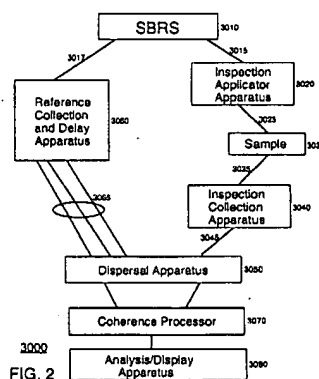 SBRS
3010
3017
3015
Reference
Collection
and Delay
Apparatus
3060
Inspection
Applicator
Apparatus
3020
3025
Sample
3035
Inspection
Collection
Apparatus
3040
3065
3045
Dispersal Apparatus
3050
Coherence Processor
3070
3000
Analysis/Display
Apparatus
3080
FIG. 2